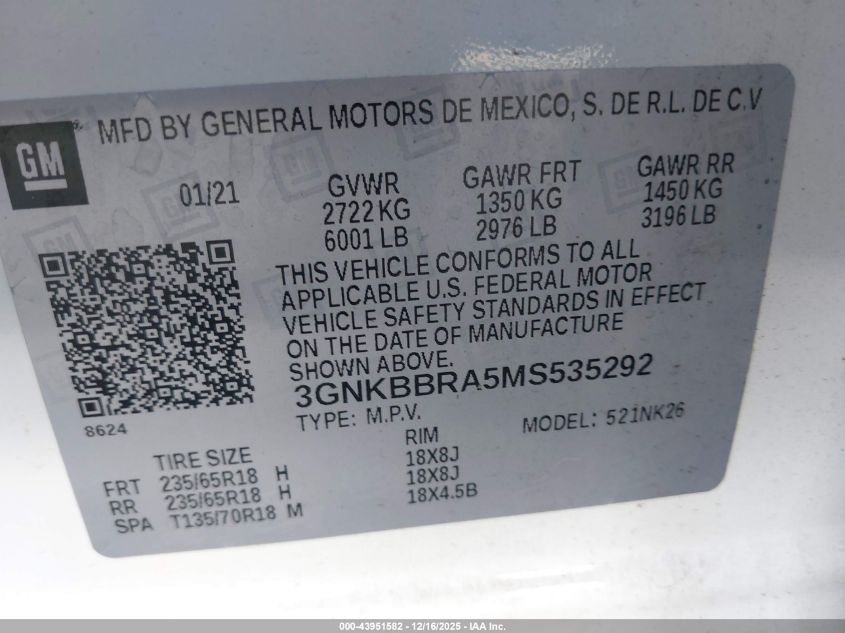 GM
MFD BY GENERAL MOTORS DE MEXICO, S. DE R.L. DE C.V
01/21
GVWR GAWR FRT GAWR RR
2722 KG 1350 KG 1450 KG
6001 LB 2976 LB 3196 LB
THIS VEHICLE CONFORMS TO ALL
APPLICABLE U.S. FEDERAL MOTOR
VEHICLE SAFETY STANDARDS IN EFFECT
ON THE DATE OF MANUFACTURE
SHOWN ABOVE.
3GNKBBRA5MS535292
TYPE: M.P.V. MODEL: 521NK26
8624
TIRE SIZE RIM
FRT 235/65R18 H 18X8J
RR 235/65R18 H 18X8J
SPA T135/70R18 M 18X4.5B
000-43951582 - 12/16/2025 - IAA Inc.